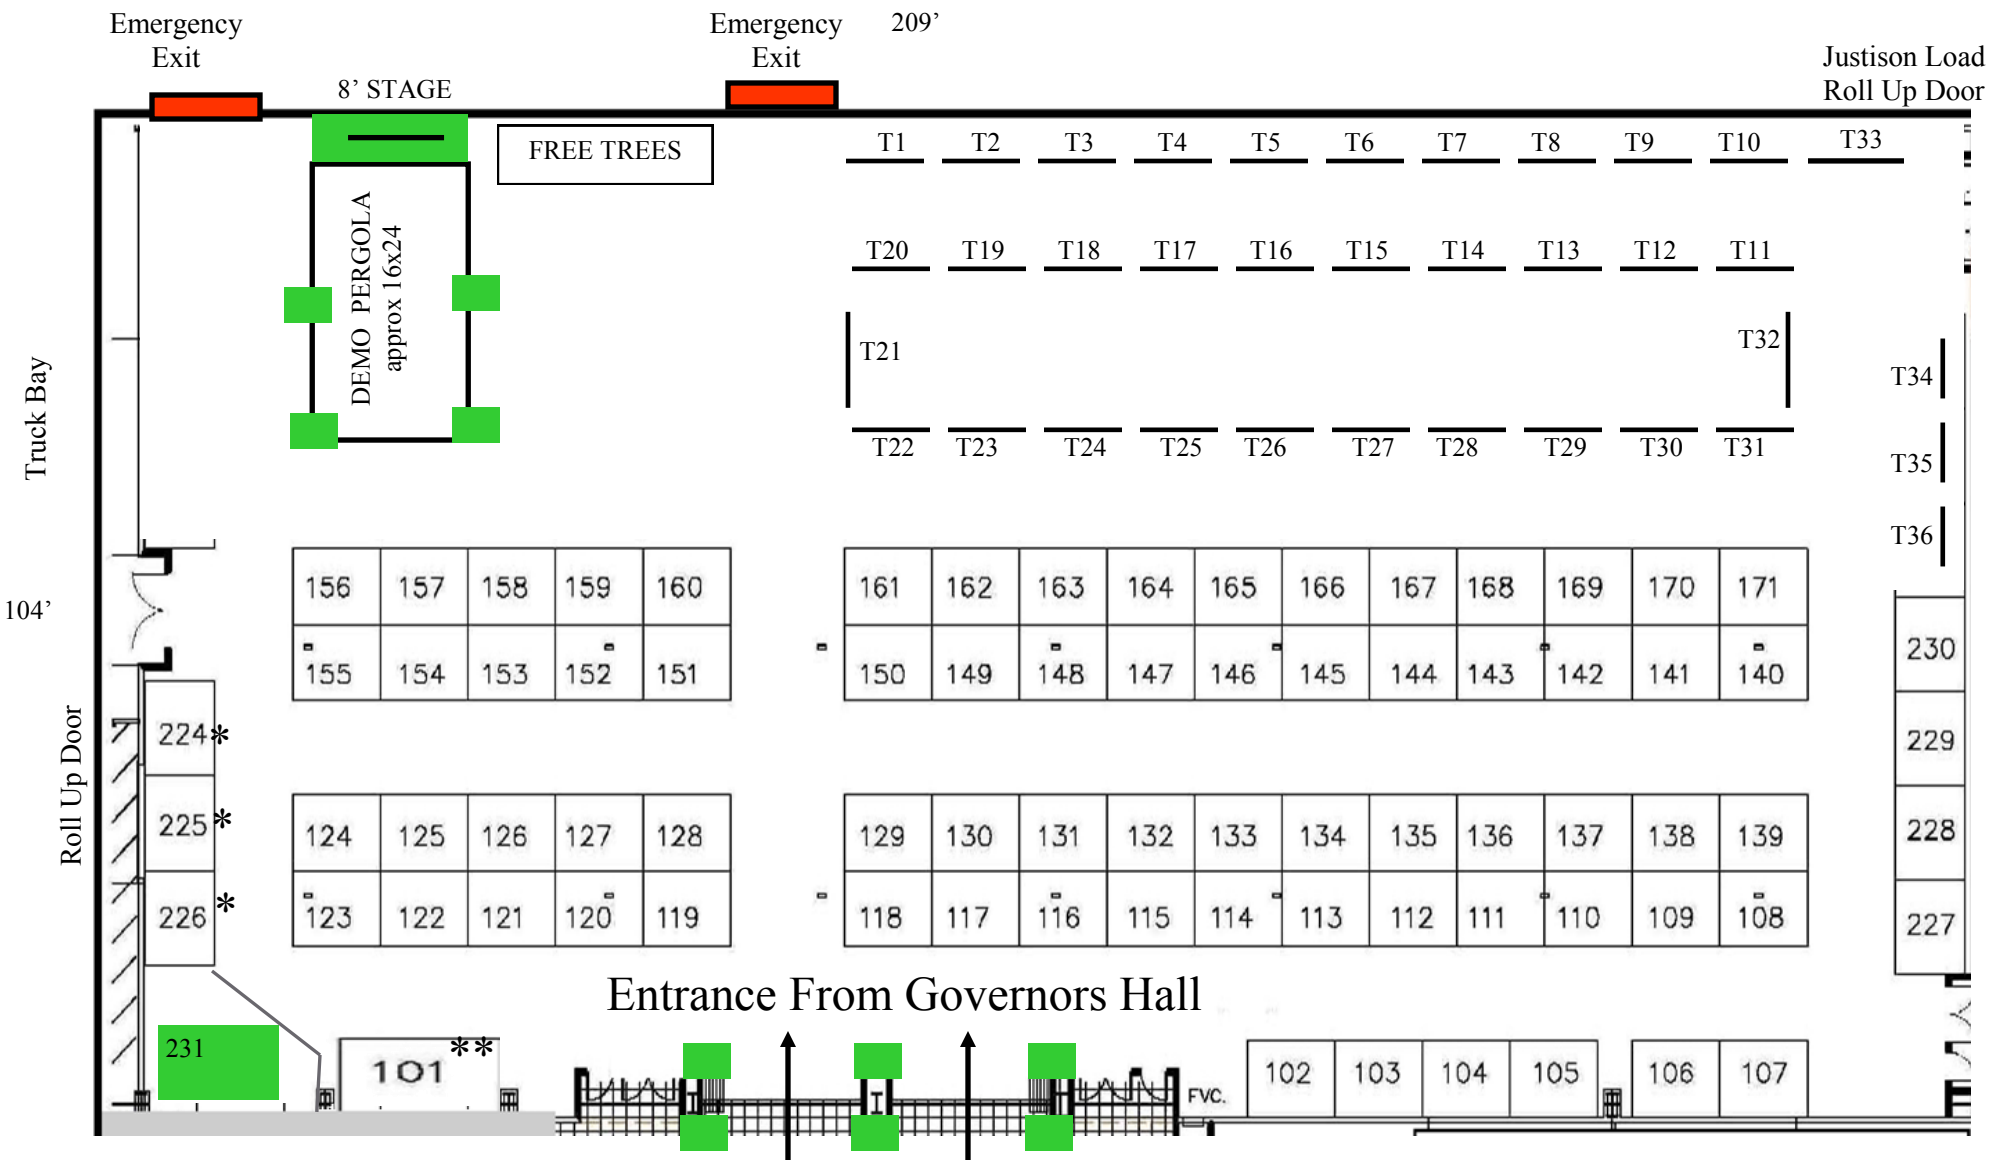 Emergency
Exit
Emergency
Exit
209’
Justison Load
Roll Up Door
8’ STAGE
FREE TREES
T1 T2 T3 T4 T5 T6 T7 T8 T9 T10 T33
DEMO PERGOLA
approx 16x24
T20 T19 T18 T17 T16 T15 T14 T13 T12 T11
T21
T32
T34
T22 T23 T24 T25 T26 T27 T28 T29 T30 T31
T35
T36
Truck Bay
104’
Roll Up Door
156 157 158 159 160 161 162 163 164 165 166 167 168 169 170 171
155 154 153 152 151 150 149 148 147 146 145 144 143 142 141 140
230
224*
229
225*
124 125 126 127 128 129 130 131 132 133 134 135 136 137 138 139
228
226*
123 122 121 120 119 118 117 116 115 114 113 112 111 110 109 108
227
Entrance From Governors Hall
231
101 **
102 103 104 105 106 107
FVC.